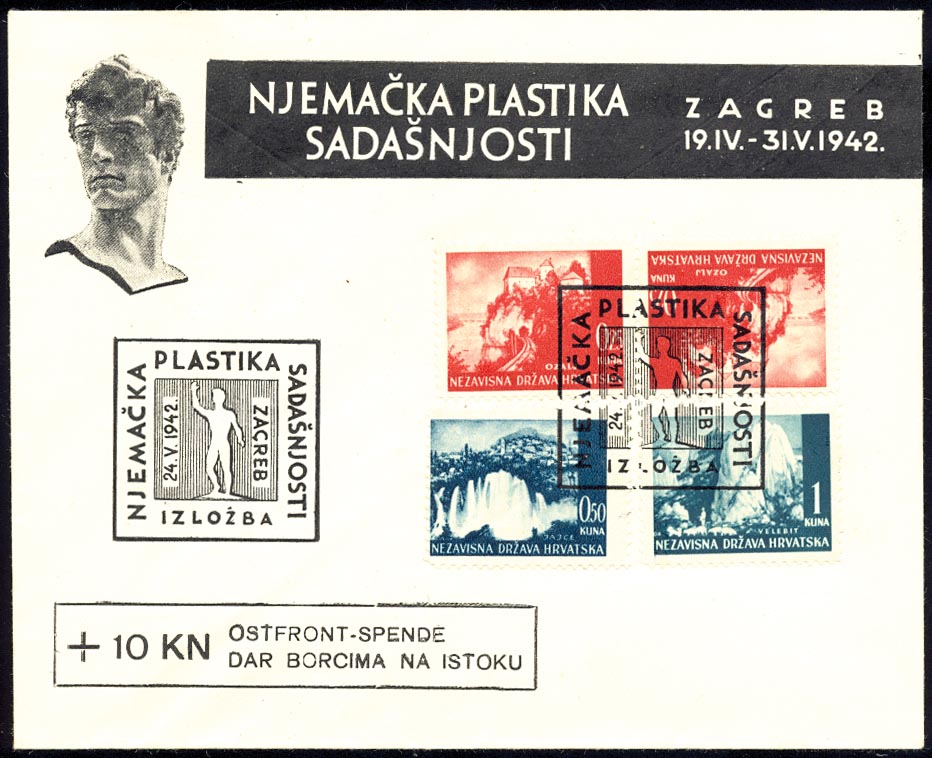 NJEMAČKA PLASTIKA
SADAŠNJOSTI
ZAGREB
19.IV.-31.V.1942.
OZALJ
NEZAVISNA DRŽAVA HRVATSKA
NEZAVISNA DRŽAVA HRVATSKA
OZALJ
KUNA
NJEMAČKA
PLASTIKA
SADAŠNJOSTI
24.V.1942.
ZAGREB
IZLOŽBA
NJEMAČKA
PLASTIKA
SADAŠNJOSTI
24.V.1942.
ZAGREB
IZLOŽBA
0,50
KUNA
JAJCE
NEZAVISNA DRŽAVA HRVATSKA
1
KUNA
VELEBIT
NEZAVISNA DRŽAVA HRVATSKA
+ 10 KN
OSTFRONT-SPENDE
DAR BORCIMA NA ISTOKU